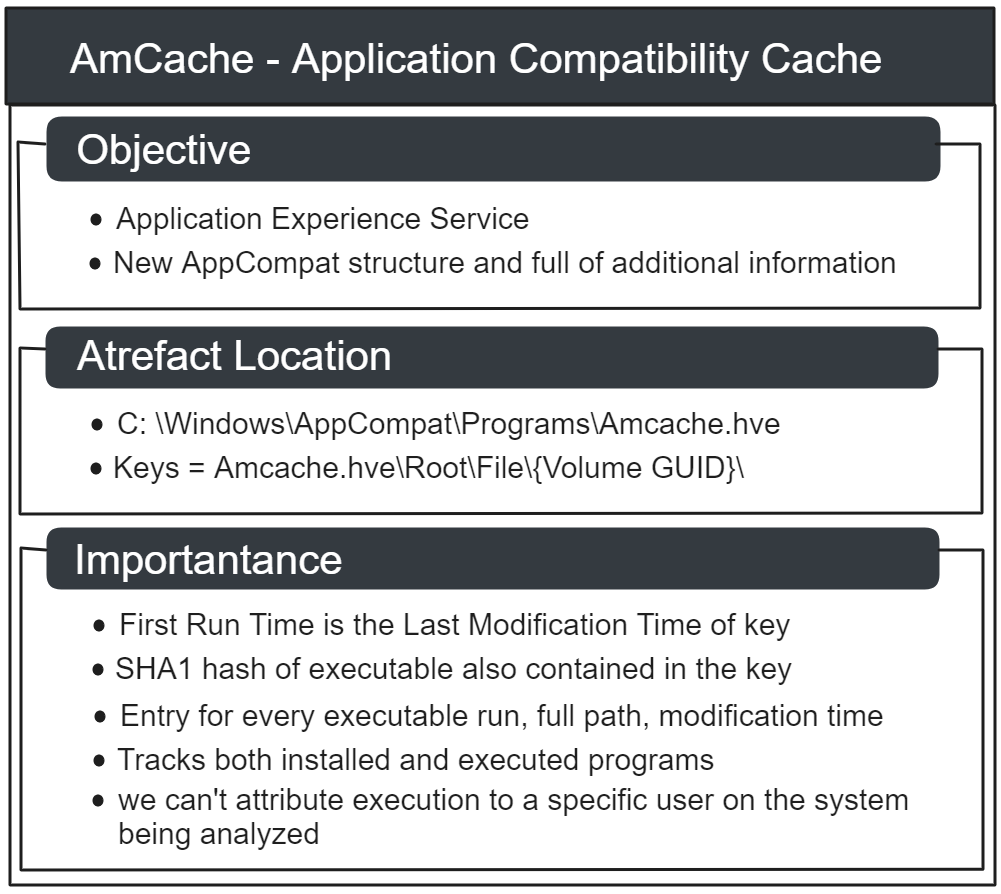 AmCache - Application Compatibility Cache
Objective
• Application Experience Service
• New AppCompat structure and full of additional information
Atrefact Location
• C: \Windows\AppCompat\Programs\Amcache.hve
• Keys = Amcache.hve\Root\File\{Volume GUID}\
Importantance
• First Run Time is the Last Modification Time of key
• SHA1 hash of executable also contained in the key
• Entry for every executable run, full path, modification time
• Tracks both installed and executed programs
• we can't attribute execution to a specific user on the system
being analyzed